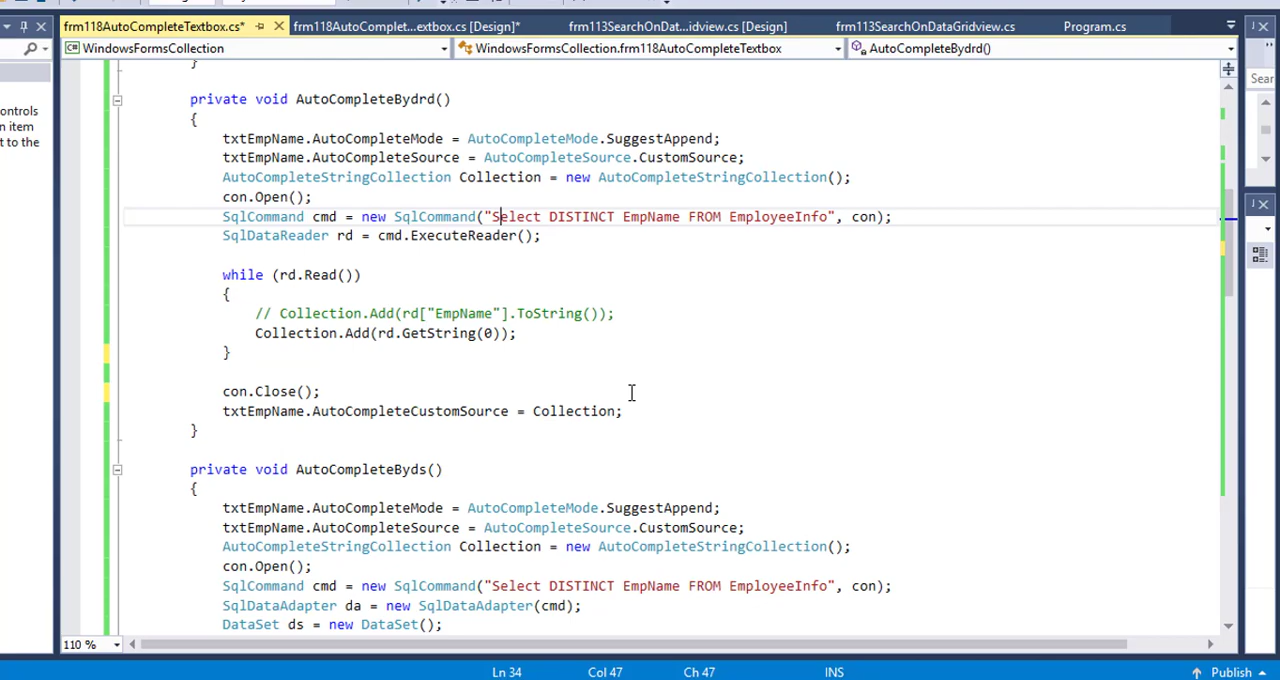 frm118AutoCompleteTextbox.cs* frm118AutoComplet...extbox.cs [Design]* frm113SearchOnDat...idview.cs [Design] frm113SearchOnDataGridview.cs Program.cs
WindowsFormsCollection WindowsFormsCollection.frm118AutoCompleteTextbox AutoCompleteBydrd()
Sear
ontrols
n item
t to the
}
private void AutoCompleteBydrd()
{
txtEmpName.AutoCompleteMode = AutoCompleteMode.SuggestAppend;
txtEmpName.AutoCompleteSource = AutoCompleteSource.CustomSource;
AutoCompleteStringCollection Collection = new AutoCompleteStringCollection();
con.Open();
SqlCommand cmd = new SqlCommand("Select DISTINCT EmpName FROM EmployeeInfo", con);
SqlDataReader rd = cmd.ExecuteReader();
while (rd.Read())
{
// Collection.Add(rd["EmpName"].ToString());
Collection.Add(rd.GetString(0));
}
con.Close();
txtEmpName.AutoCompleteCustomSource = Collection;
}
private void AutoCompleteByds()
{
txtEmpName.AutoCompleteMode = AutoCompleteMode.SuggestAppend;
txtEmpName.AutoCompleteSource = AutoCompleteSource.CustomSource;
AutoCompleteStringCollection Collection = new AutoCompleteStringCollection();
con.Open();
SqlCommand cmd = new SqlCommand("Select DISTINCT EmpName FROM EmployeeInfo", con);
SqlDataAdapter da = new SqlDataAdapter(cmd);
DataSet ds = new DataSet();
110 %
Ln 34 Col 47 Ch 47 INS Publish